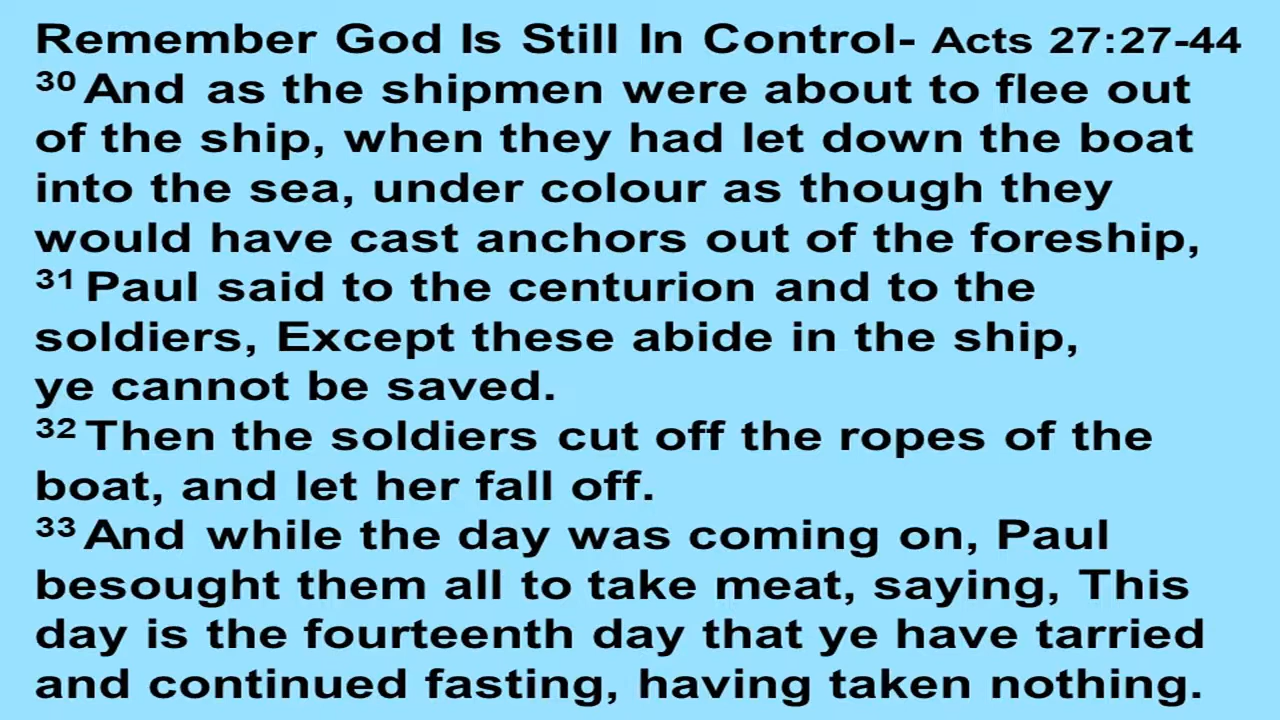 Remember God Is Still In Control- Acts 27:27-44
30 And as the shipmen were about to flee out
of the ship, when they had let down the boat
into the sea, under colour as though they
would have cast anchors out of the foreship,
31 Paul said to the centurion and to the
soldiers, Except these abide in the ship,
ye cannot be saved.
32 Then the soldiers cut off the ropes of the
boat, and let her fall off.
33 And while the day was coming on, Paul
besought them all to take meat, saying, This
day is the fourteenth day that ye have tarried
and continued fasting, having taken nothing.